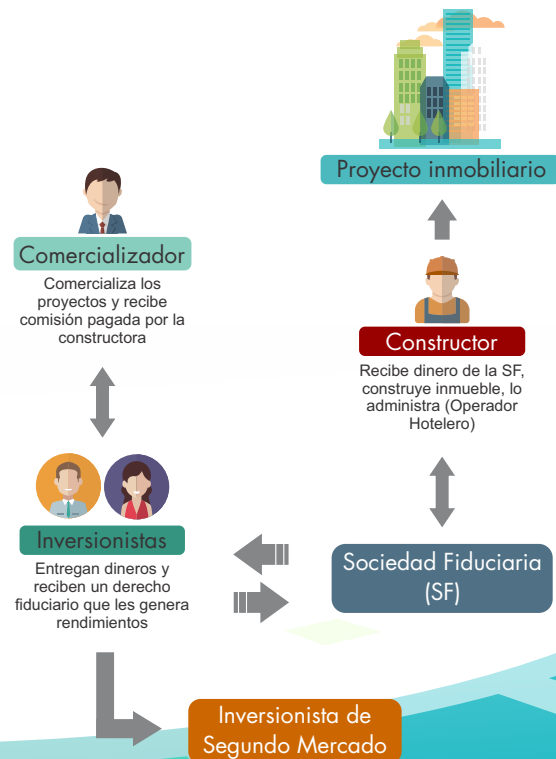 Proyecto inmobiliario
Comercializador
Comercializa los
proyectos y recibe
comisión pagada por la
constructora
Constructor
Recibe dinero de la SF,
construye inmueble, lo
administra (Operador
Hotelero)
Inversionistas
Entregan dineros y
reciben un derecho
fiduciario que les genera
rendimientos
Sociedad Fiduciaria
(SF)
Inversionista de
Segundo Mercado